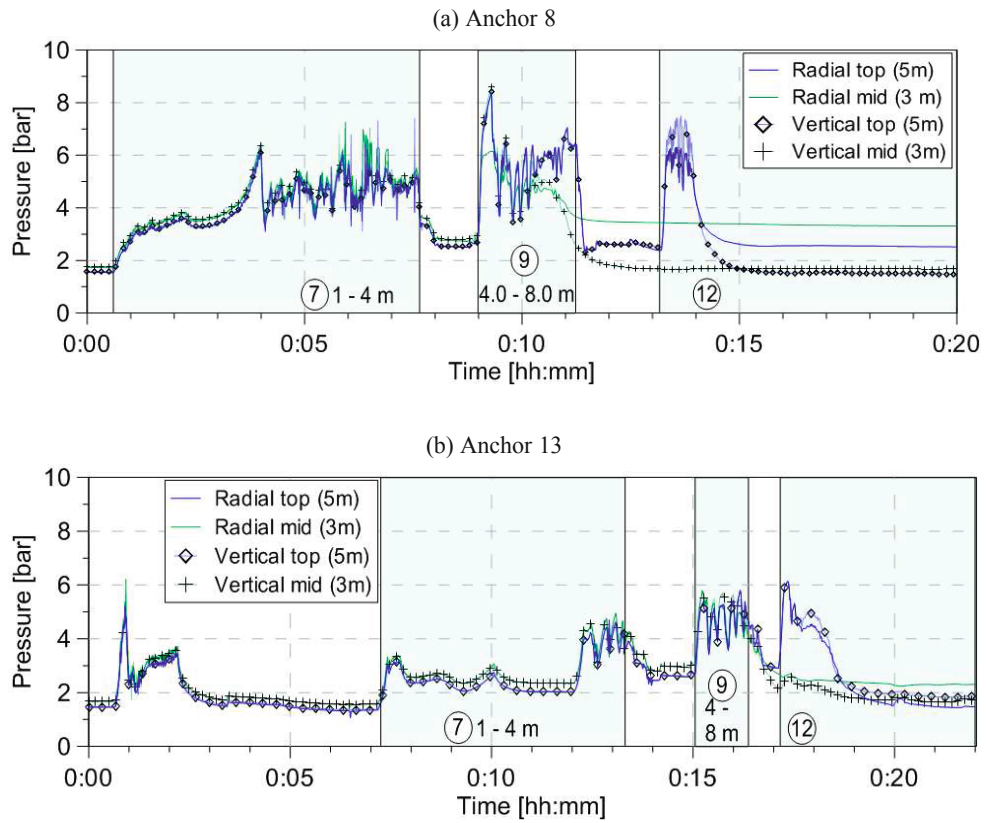 (a) Anchor 8
10
8
6
4
2
0
Pressure [bar]
Radial top (5m)
Radial mid (3 m)
Vertical top (5m)
Vertical mid (3m)
7 1 - 4 m
9
4.0 - 8.0 m
12
0:00 0:05 0:10 0:15 0:20
Time [hh:mm]
(b) Anchor 13
10
8
6
4
2
0
Pressure [bar]
Radial top (5m)
Radial mid (3m)
Vertical top (5m)
Vertical mid (3m)
7 1 - 4 m
9
4 -
8 m
12
0:00 0:05 0:10 0:15 0:20
Time [hh:mm]